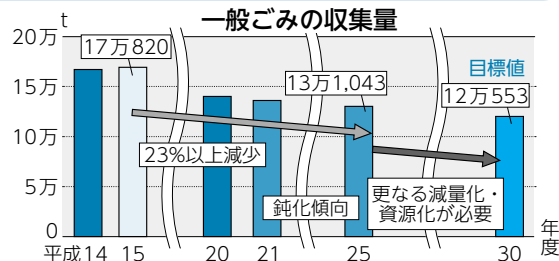 一般ごみの収集量
t
20万
15万
10万
5万
0
17万820
13万1,043
目標値
12万553
23%以上減少
鈍化傾向
更なる減量化・
資源化が必要
平成14
15
20
21
25
30
年度